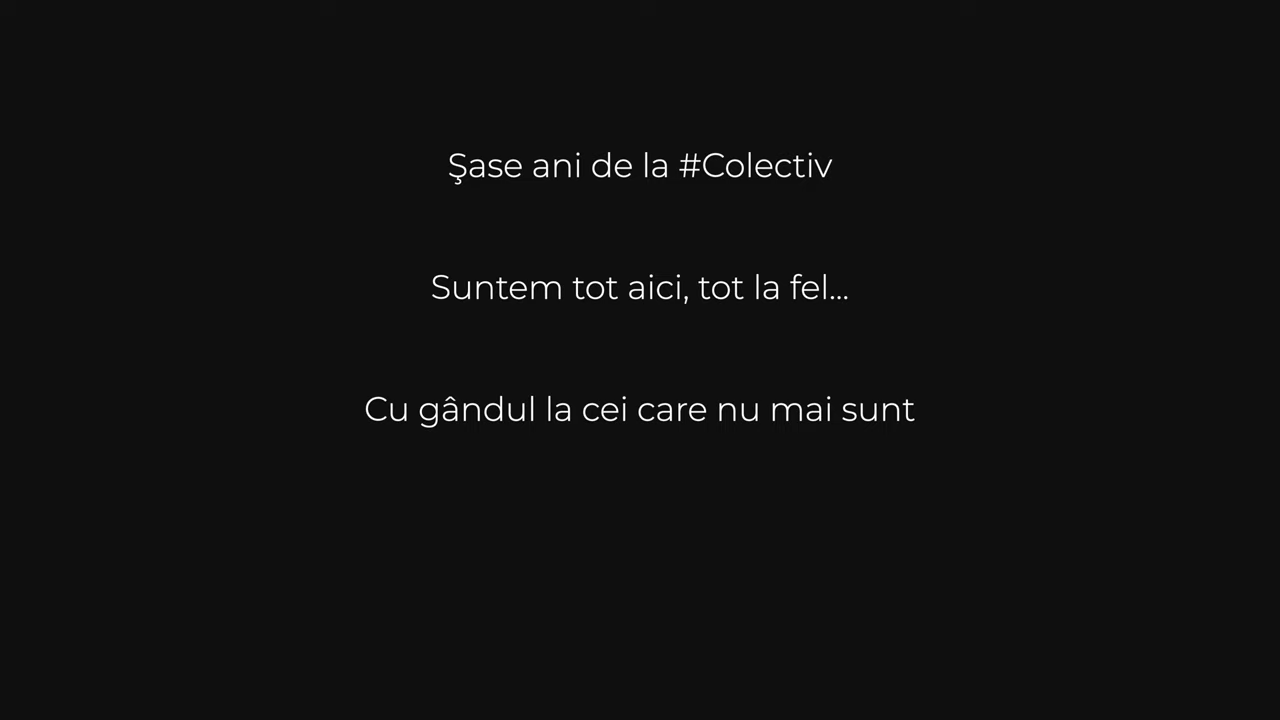 Şase ani de la #Colectiv
Suntem tot aici, tot la fel...
Cu gândul la cei care nu mai sunt